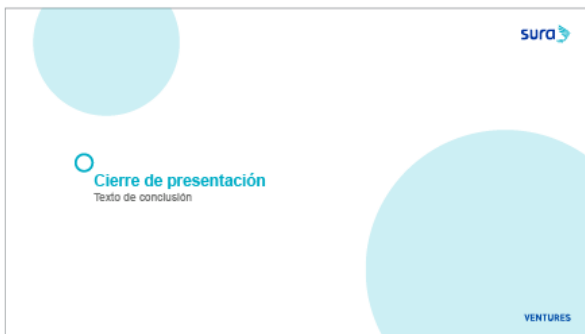 sura
Cierre de presentación
Texto de conclusión
VENTURES